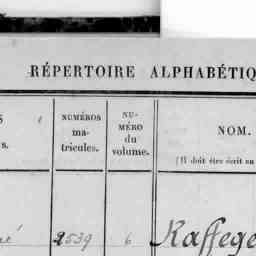 RÉPERTOIRE ALPHABÉTIQ
S
s.
NUMÉROS
ma-
tricules.
NU-
MÉRO
du
volume.
NOM.
(Il doit être écrit en
2539
6
Kaffege